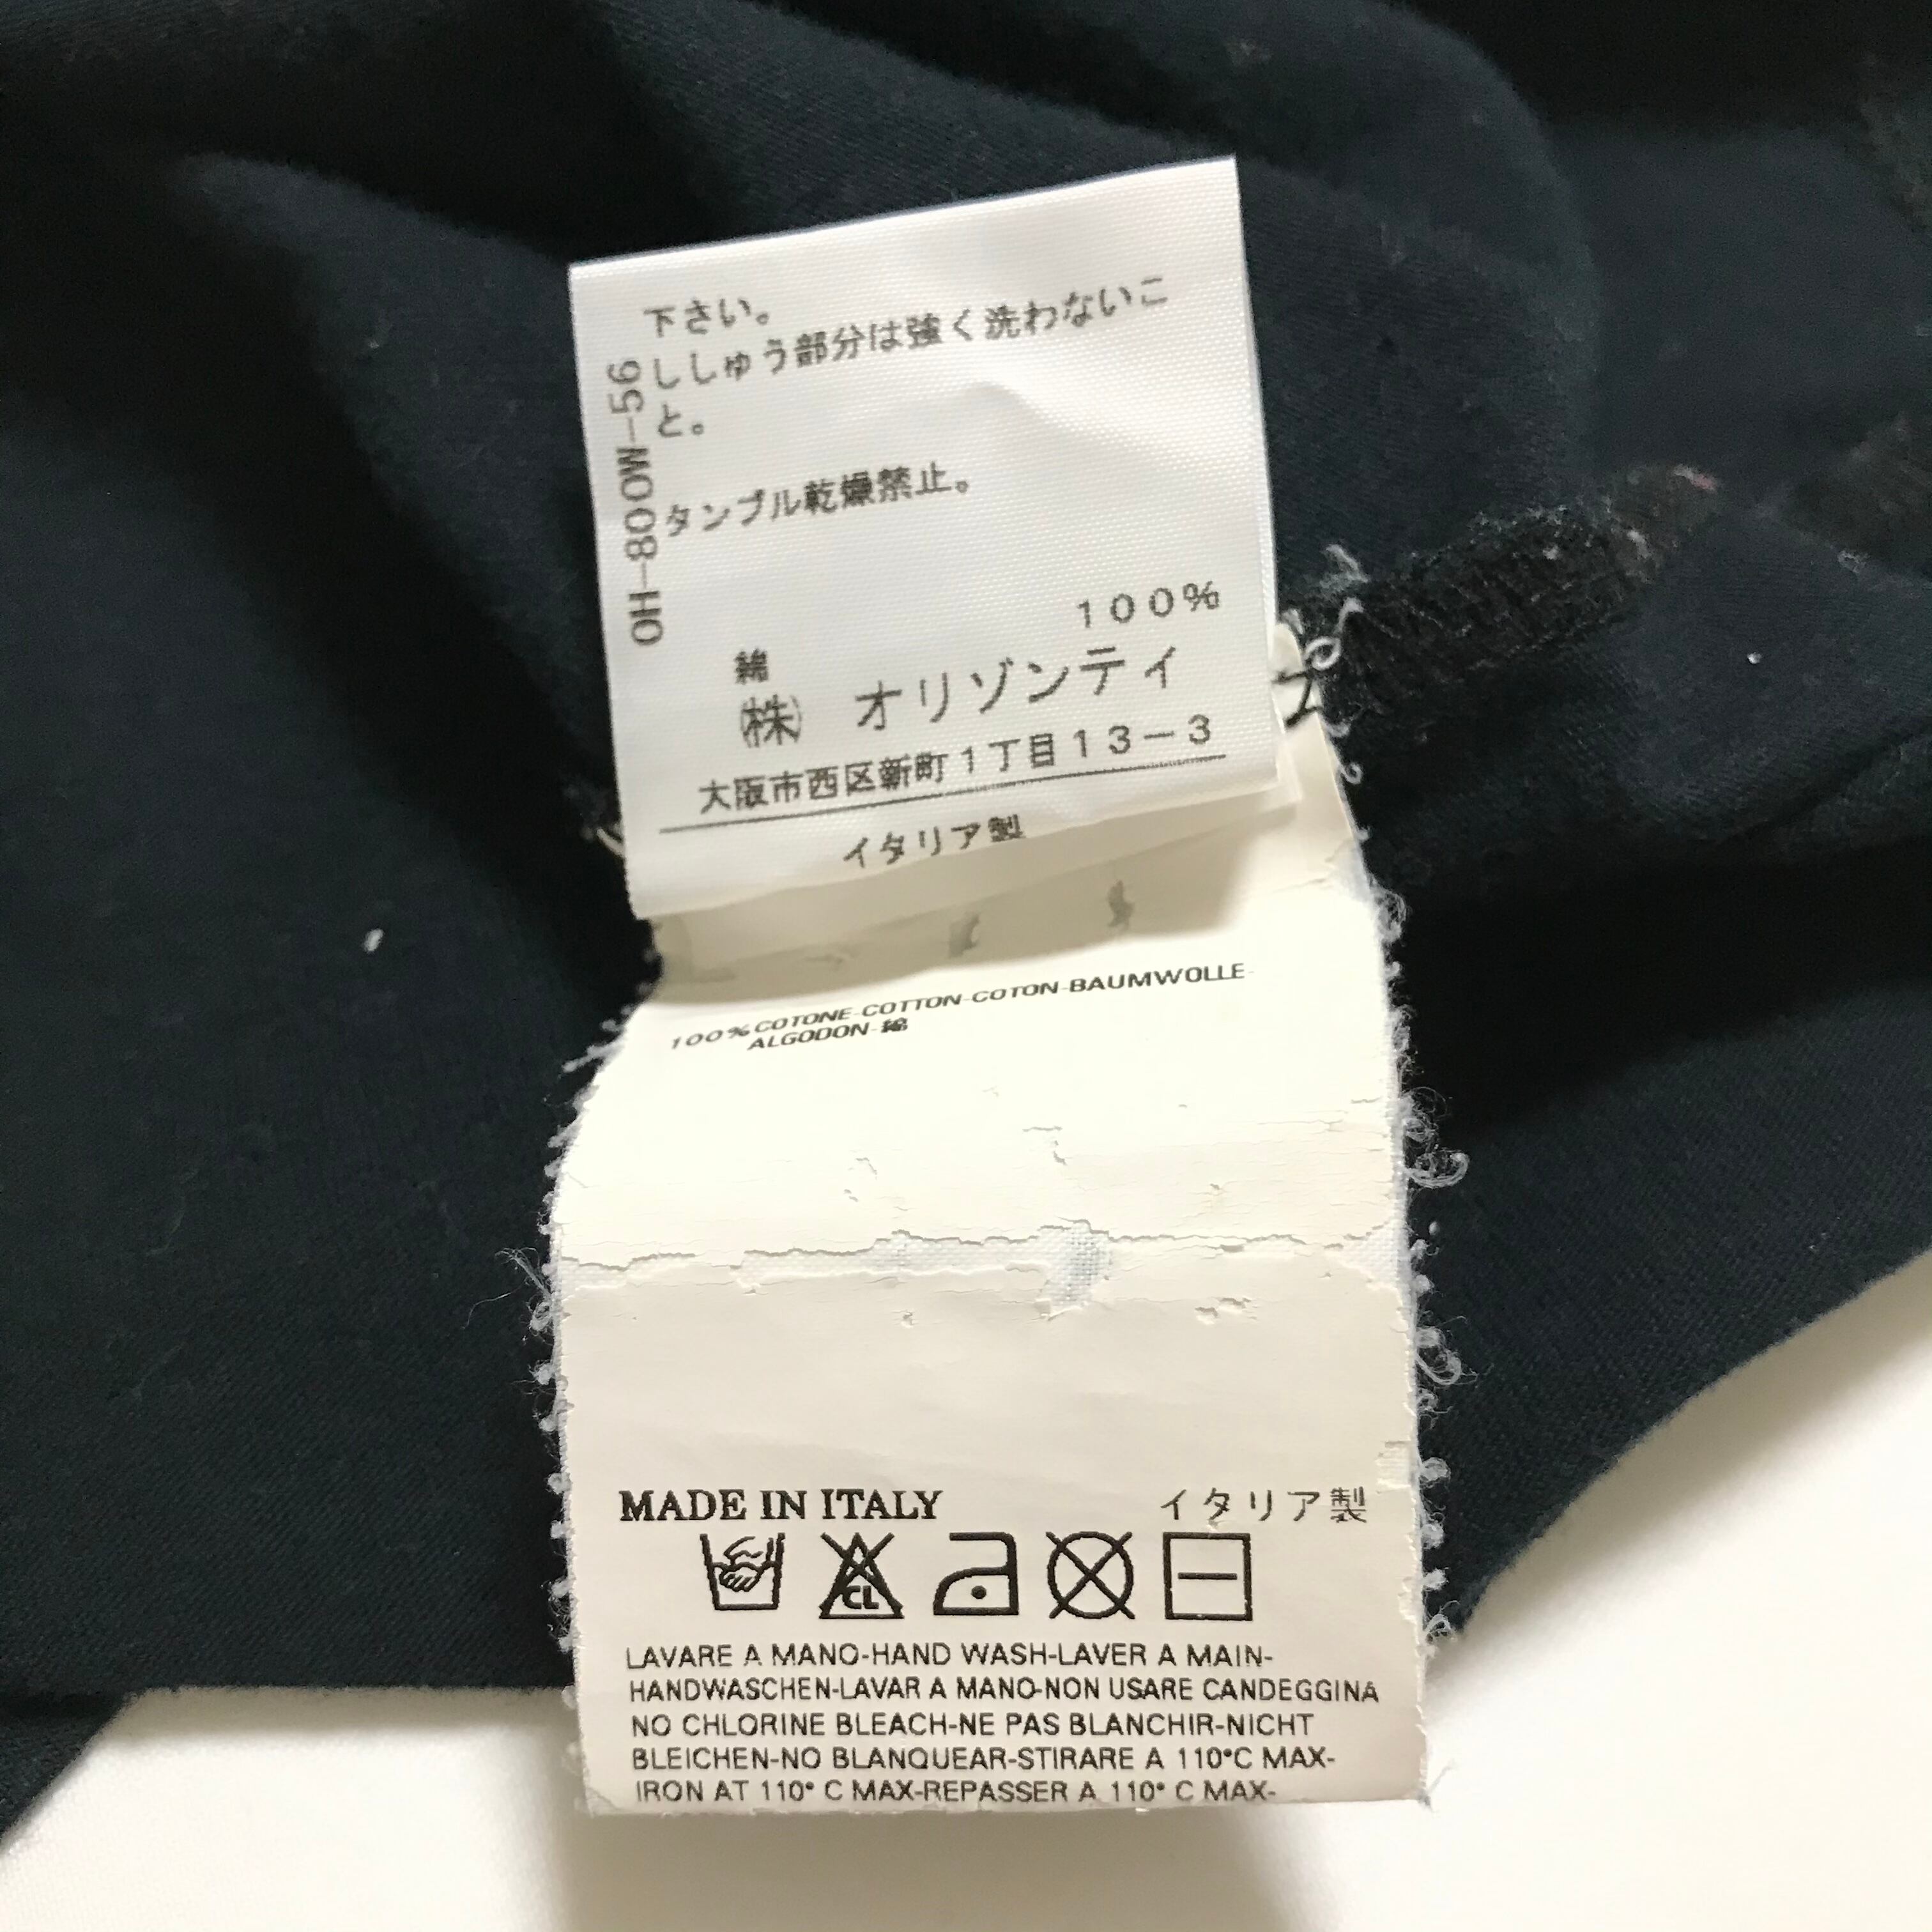 下さい。
ししゅう部分は強く洗わないこ
と。
タンブル乾燥禁止。
OH-800W-56
100%
綿
㈱ オリゾンティ
大阪市西区新町1丁目13-3
イタリア製
100%COTONE-COTTON-COTON-BAUMWOLLE-
ALGODON-綿
MADE IN ITALY イタリア製
CL
LAVARE A MANO-HAND WASH-LAVER A MAIN-
HANDWASCHEN-LAVAR A MANO-NON USARE CANDEGGINA
NO CHLORINE BLEACH-NE PAS BLANCHIR-NICHT
BLEICHEN-NO BLANQUEAR-STIRARE A 110°C MAX-
IRON AT 110° C MAX-REPASSER A 110° C MAX-